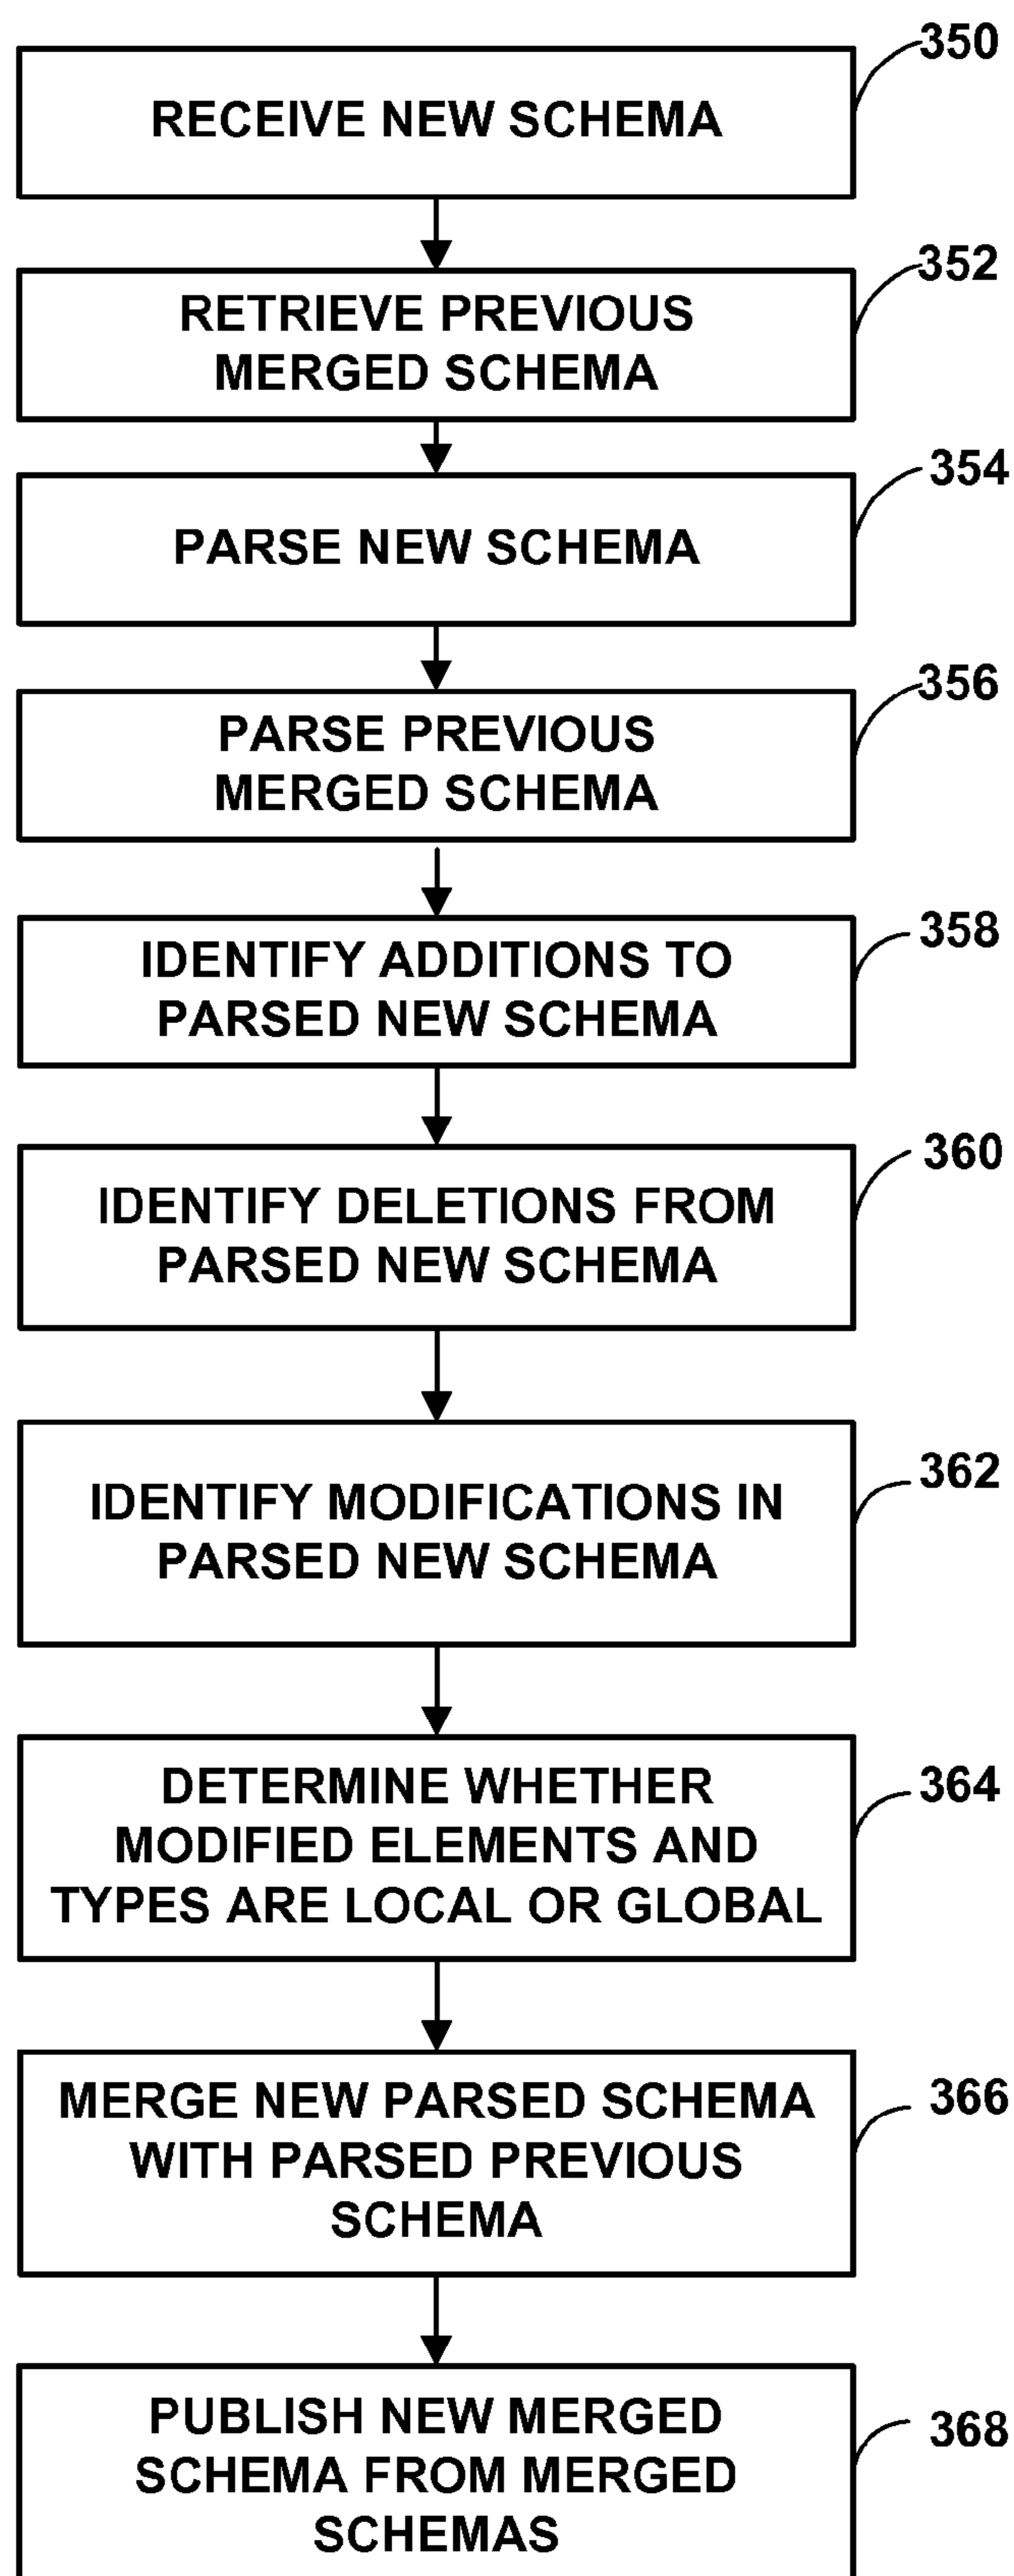 350
RECEIVE NEW SCHEMA
352
RETRIEVE PREVIOUS
MERGED SCHEMA
354
PARSE NEW SCHEMA
356
PARSE PREVIOUS
MERGED SCHEMA
358
IDENTIFY ADDITIONS TO
PARSED NEW SCHEMA
360
IDENTIFY DELETIONS FROM
PARSED NEW SCHEMA
362
IDENTIFY MODIFICATIONS IN
PARSED NEW SCHEMA
364
DETERMINE WHETHER
MODIFIED ELEMENTS AND
TYPES ARE LOCAL OR GLOBAL
366
MERGE NEW PARSED SCHEMA
WITH PARSED PREVIOUS
SCHEMA
368
PUBLISH NEW MERGED
SCHEMA FROM MERGED
SCHEMAS